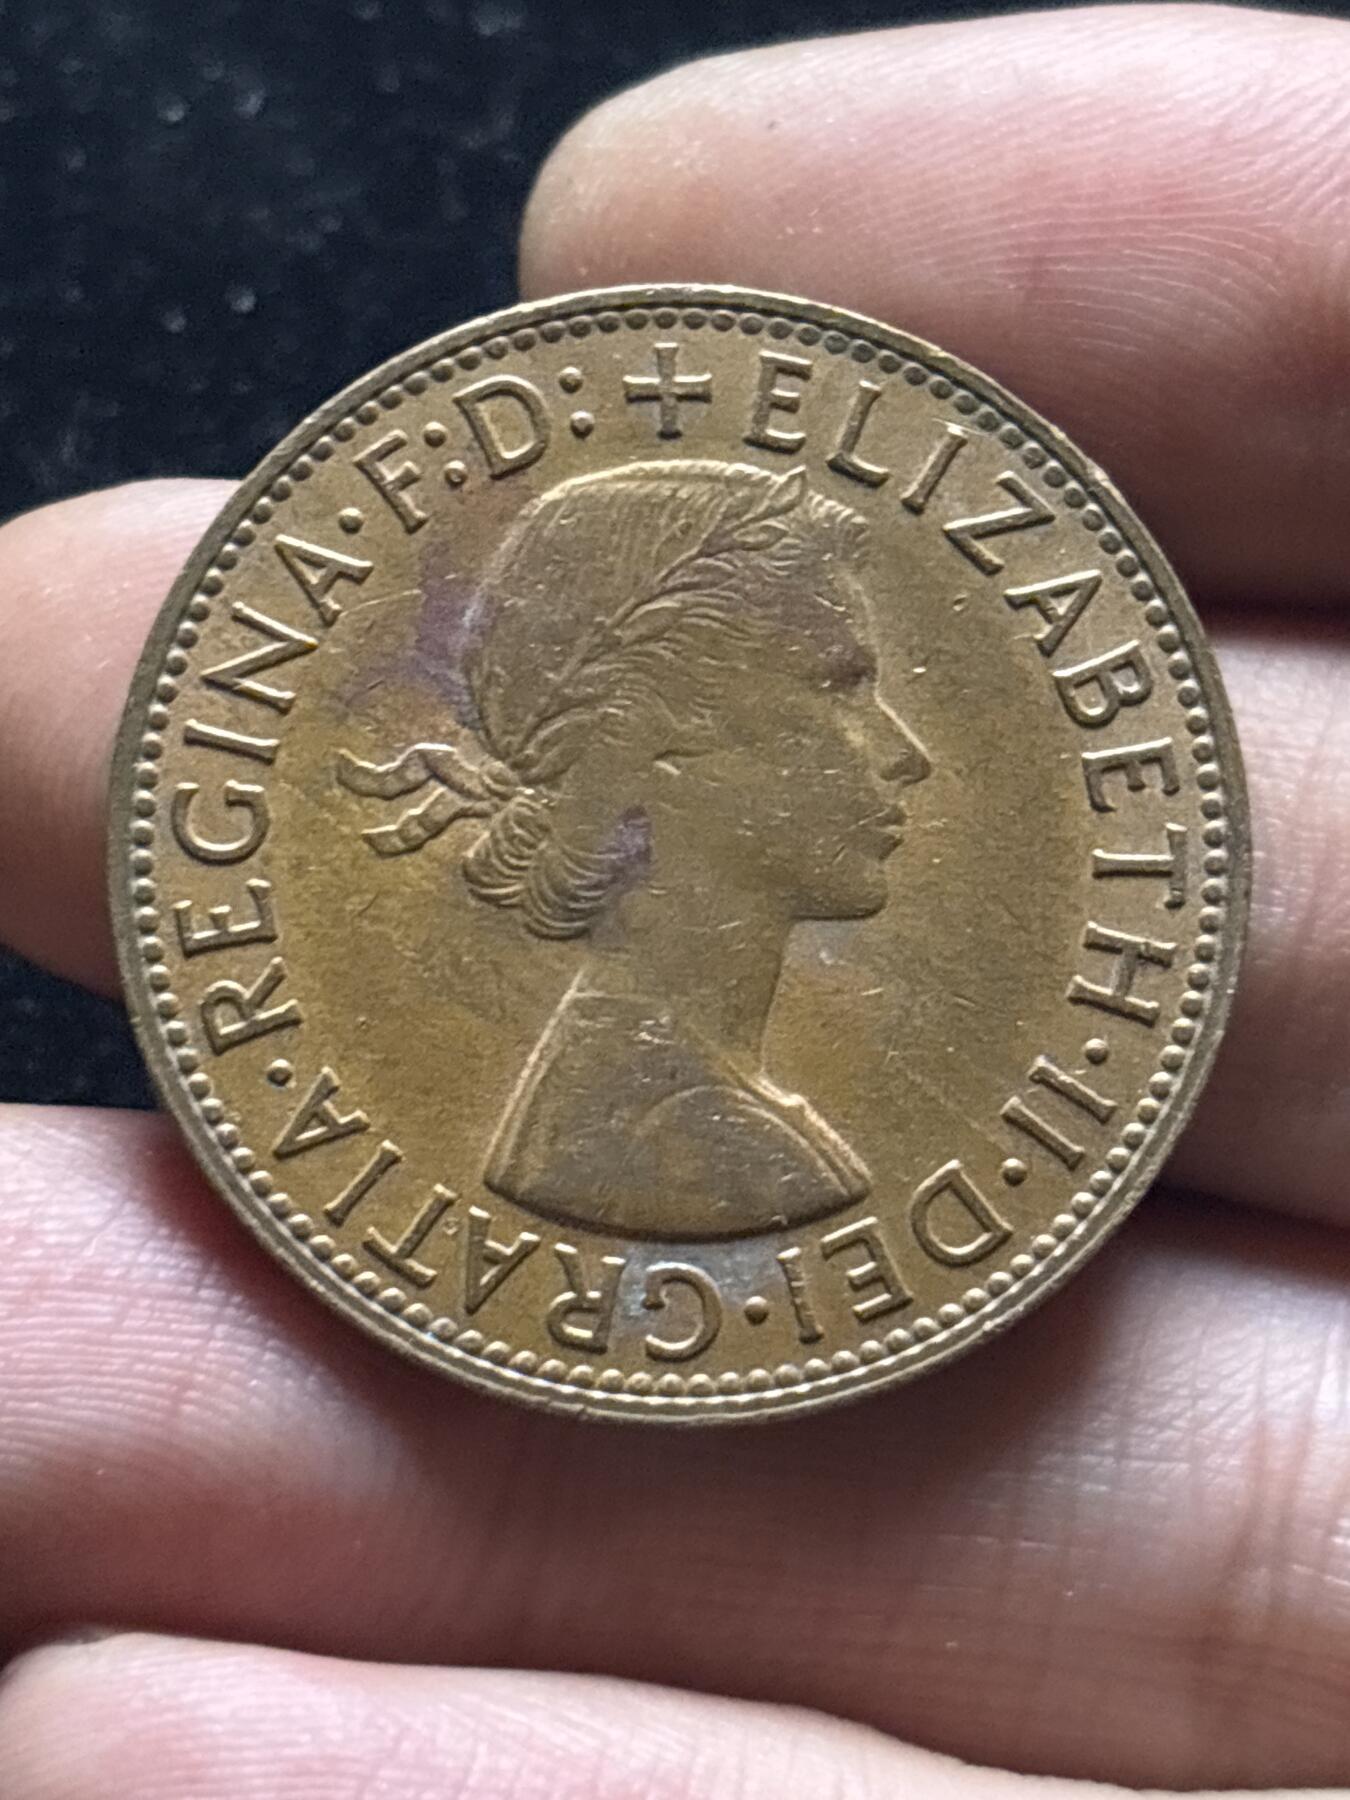 + ELIZABETH · II · DEI · GRATIA · REGINA · F: D: